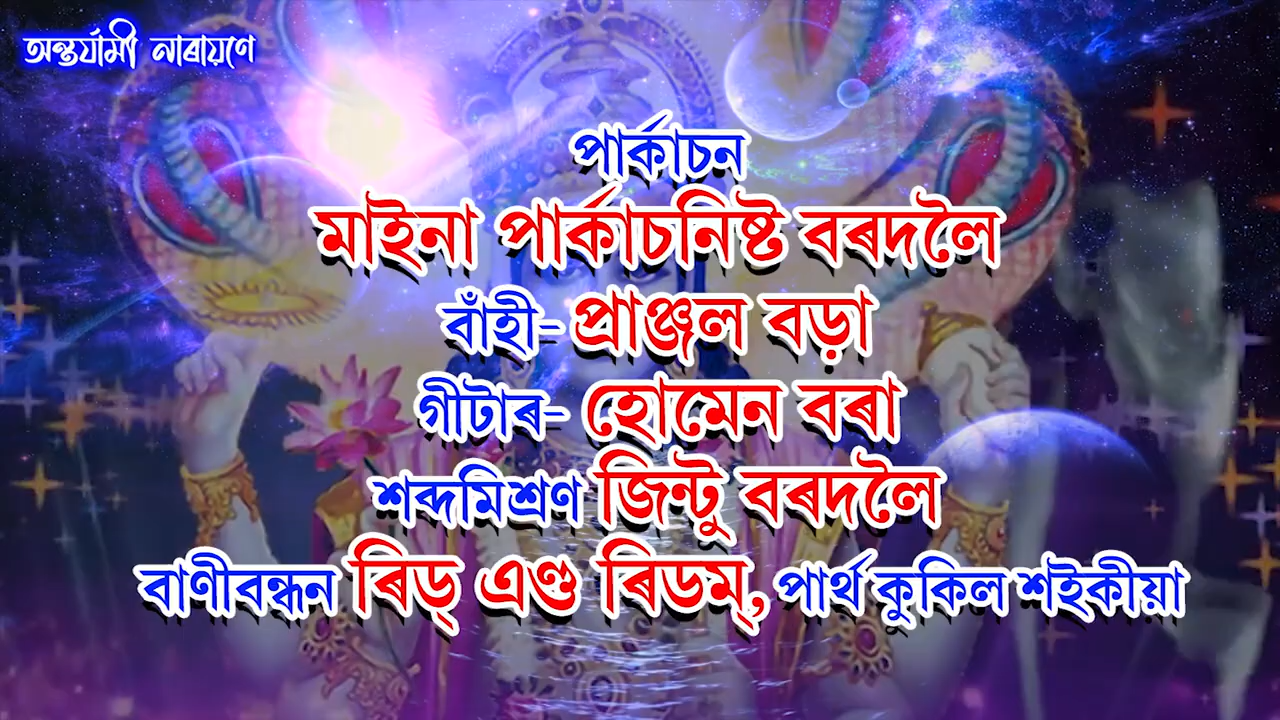 অন্তৰ্যামী নাৰায়ণে
পাৰ্কাচন
মাইনা পাৰ্কাচনিষ্ট বৰদলৈ
বাঁহী- প্ৰাঞ্জল বড়া
গীটাৰ- হোমেন বৰা
শব্দমিশ্ৰণ জিন্টু বৰদলৈ
বাণীবন্ধন ৰিড্ এণ্ড ৰিডম্, পাৰ্থ কুকিল শইকীয়া